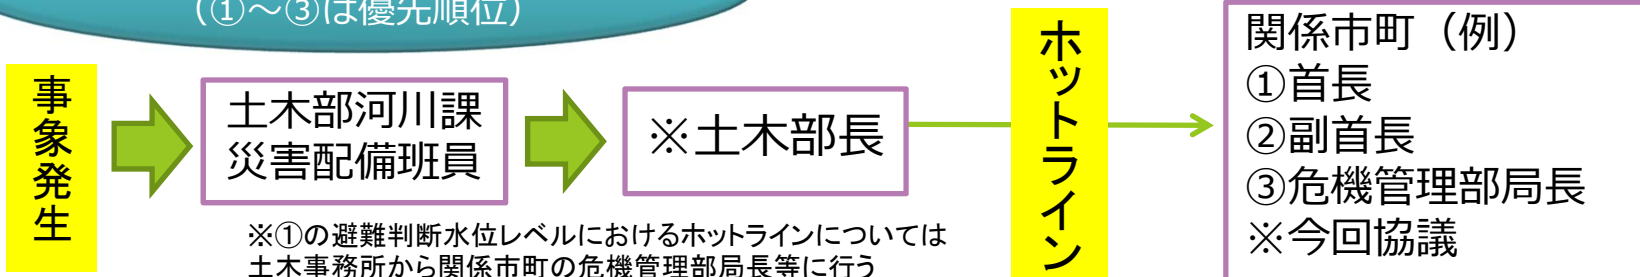 (①～③は優先順位)
事象発生
土木部河川課
災害配備班員
※土木部長
ホットライン
関係市町（例）
①首長
②副首長
③危機管理部局長
※今回協議
※①の避難判断水位レベルにおけるホットラインについては
土木事務所から関係市町の危機管理部局長等に行う